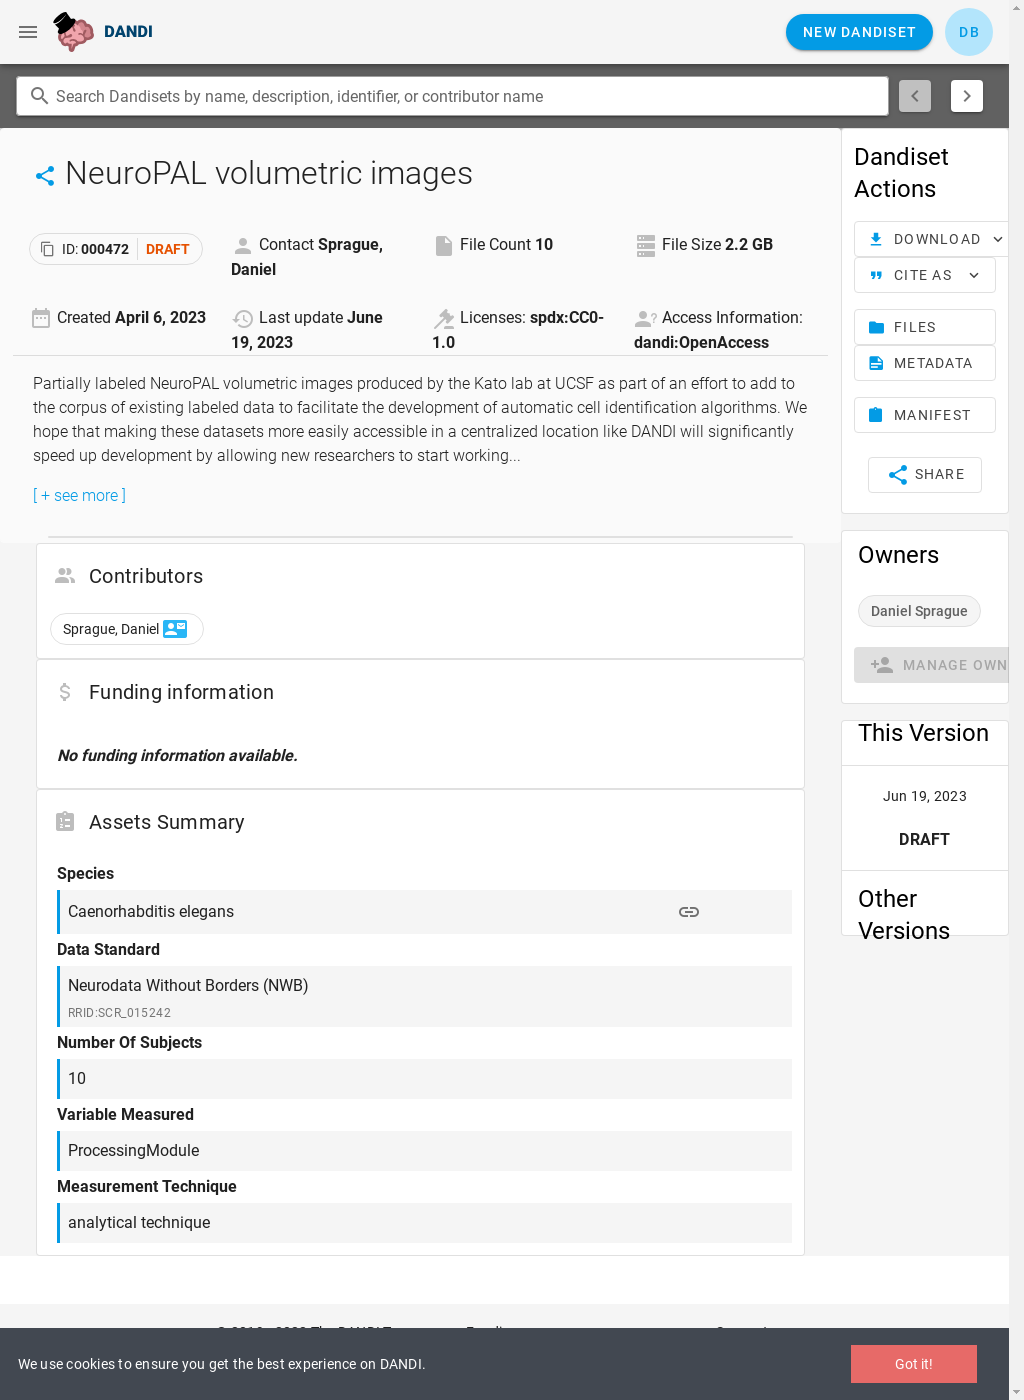 DANDI
NEW DANDISET
DB
Search Dandisets by name, description, identifier, or contributor name
NeuroPAL volumetric images
ID: 000472 DRAFT
Contact Sprague,
Daniel
File Count 10
File Size 2.2 GB
Created April 6, 2023
Last update June
19, 2023
Licenses: spdx:CC0-
1.0
Access Information:
dandi:OpenAccess
Partially labeled NeuroPAL volumetric images produced by the Kato lab at UCSF as part of an effort to add to
the corpus of existing labeled data to facilitate the development of automatic cell identification algorithms. We
hope that making these datasets more easily accessible in a centralized location like DANDI will significantly
speed up development by allowing new researchers to start working...
[ + see more ]
Contributors
Sprague, Daniel
Funding information
No funding information available.
Assets Summary
Species
Caenorhabditis elegans
Data Standard
Neurodata Without Borders (NWB)
RRID:SCR_015242
Number Of Subjects
10
Variable Measured
ProcessingModule
Measurement Technique
analytical technique
Dandiset
Actions
DOWNLOAD
CITE AS
FILES
METADATA
MANIFEST
SHARE
Owners
Daniel Sprague
MANAGE OWN
This Version
Jun 19, 2023
DRAFT
Other
Versions
We use cookies to ensure you get the best experience on DANDI.
Got it!